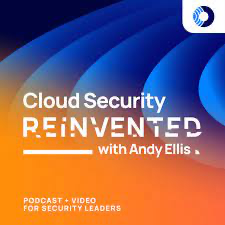 Cloud Security
REINVENTED
with Andy Ellis
PODCAST + VIDEO
FOR SECURITY LEADERS